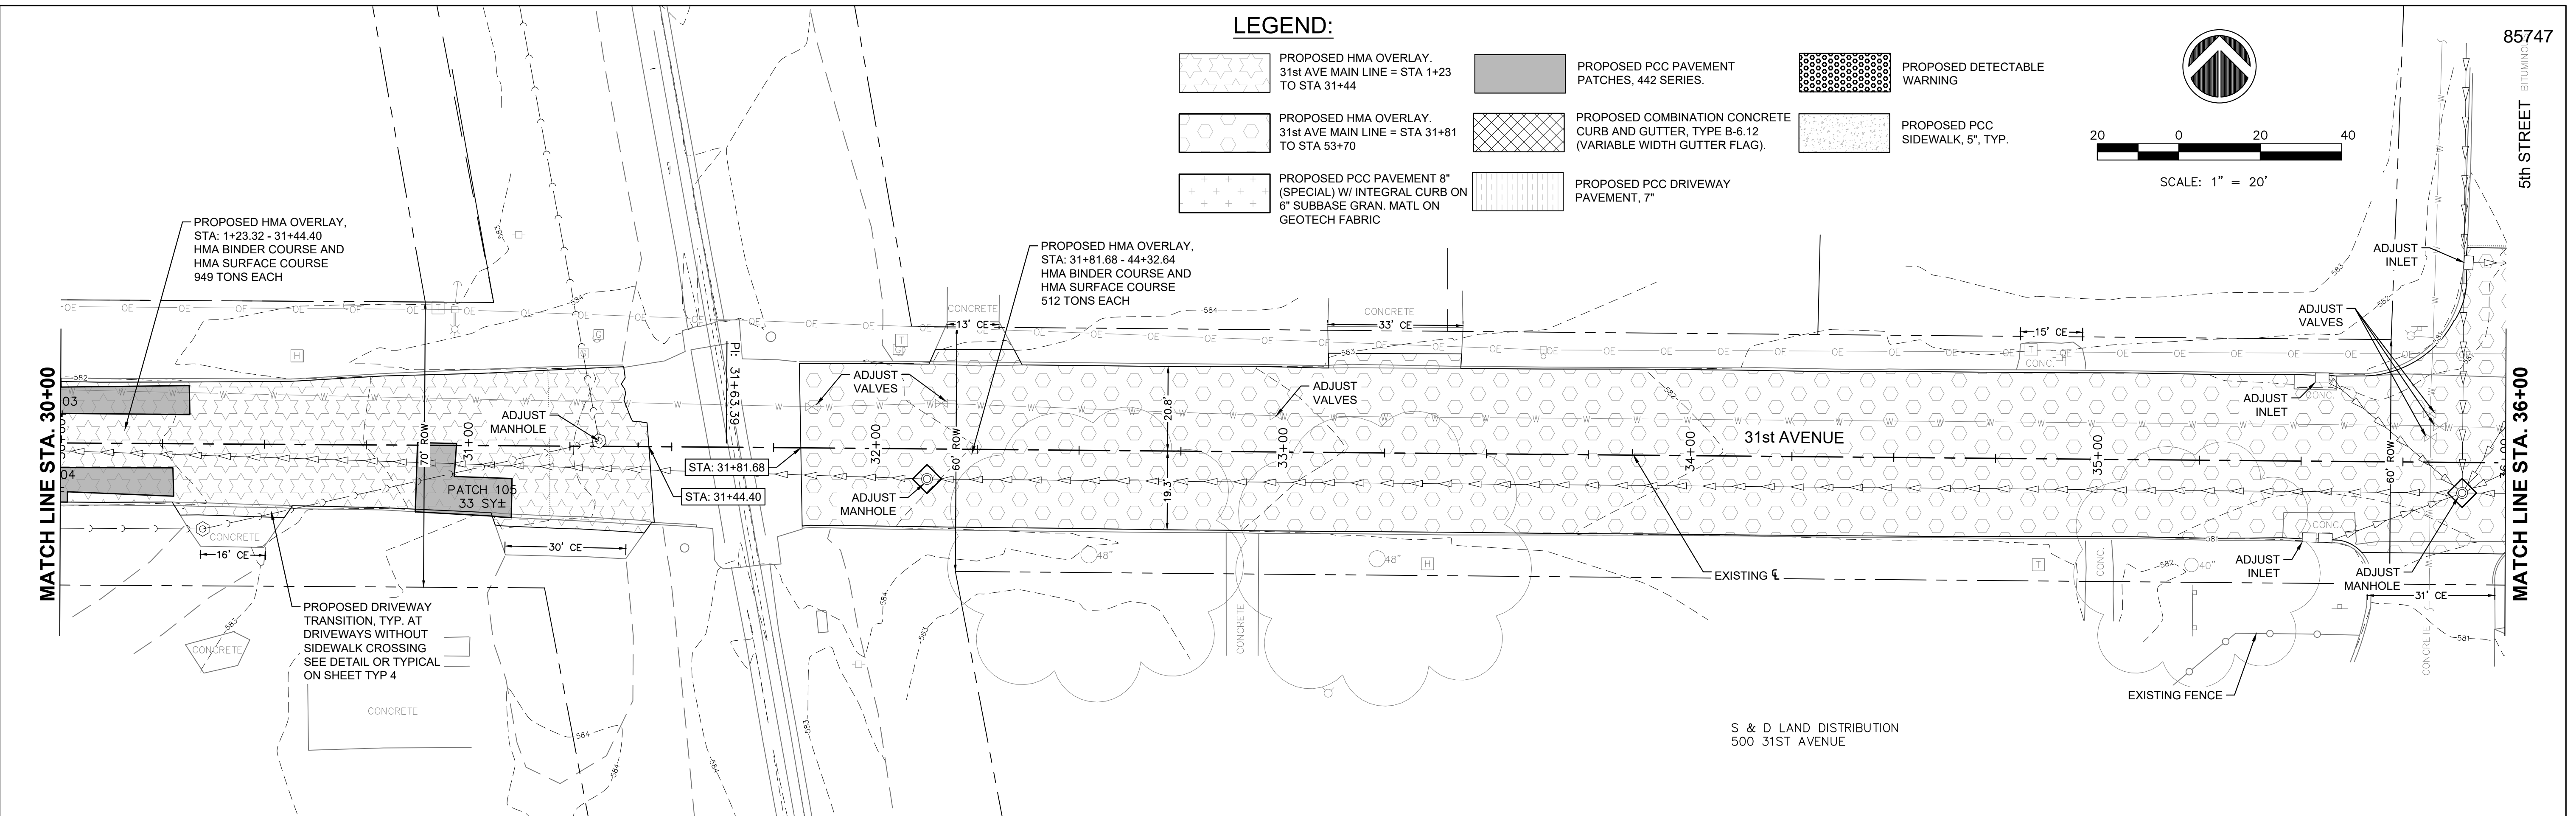 LEGEND:
PROPOSED HMA OVERLAY.
31st AVE MAIN LINE = STA 1+23
TO STA 31+44
PROPOSED HMA OVERLAY.
31st AVE MAIN LINE = STA 31+81
TO STA 53+70
PROPOSED PCC PAVEMENT 8"
(SPECIAL) W/ INTEGRAL CURB ON
6" SUBBASE GRAN. MATL ON
GEOTECH FABRIC
PROPOSED PCC PAVEMENT
PATCHES, 442 SERIES.
PROPOSED COMBINATION CONCRETE
CURB AND GUTTER, TYPE B-6.12
(VARIABLE WIDTH GUTTER FLAG).
PROPOSED PCC DRIVEWAY
PAVEMENT, 7"
PROPOSED DETECTABLE
WARNING
PROPOSED PCC
SIDEWALK, 5", TYP.
20 0 20 40
SCALE: 1" = 20'
85747
5th STREET
PROPOSED HMA OVERLAY,
STA: 1+23.32 - 31+44.40
HMA BINDER COURSE AND
HMA SURFACE COURSE
949 TONS EACH
PROPOSED HMA OVERLAY,
STA: 31+81.68 - 44+32.64
HMA BINDER COURSE AND
HMA SURFACE COURSE
512 TONS EACH
MATCH LINE STA. 30+00
03
04
70' ROW
31+00
PATCH 105
33 SY±
ADJUST
MANHOLE
PI: 31+63.39
STA: 31+81.68
STA: 31+44.40
ADJUST
VALVES
ADJUST
MANHOLE
32+00
60' ROW
CONCRETE
13' CE
20.8'
19.3'
33+00
ADJUST
VALVES
CONCRETE
33' CE
34+00
31st AVENUE
35+00
EXISTING ℄
15' CE
CONC.
ADJUST
INLET
ADJUST
VALVES
ADJUST
INLET
CONC.
60' ROW
CONC.
ADJUST
INLET
ADJUST
MANHOLE
31' CE
MATCH LINE STA. 36+00
CONCRETE
16' CE
30' CE
PROPOSED DRIVEWAY
TRANSITION, TYP. AT
DRIVEWAYS WITHOUT
SIDEWALK CROSSING
SEE DETAIL OR TYPICAL
ON SHEET TYP 4
CONCRETE
CONCRETE
CONCRETE
48"
48"
CONC.
40"
CONCRETE
EXISTING FENCE
S & D LAND DISTRIBUTION
500 31ST AVENUE